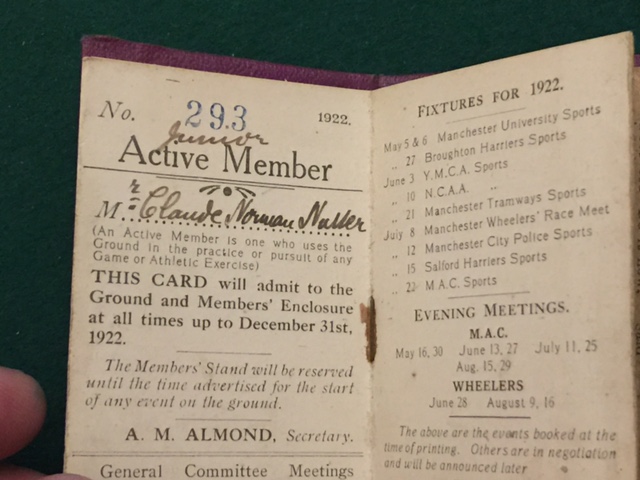 No. 293 1922.
Junior
Active Member
Mr Claude Norman Nutter
(An Active Member is one who uses the
Ground in the practice or pursuit of any
Game or Athletic Exercise)
THIS CARD will admit to the
Ground and Members' Enclosure
at all times up to December 31st,
1922.
The Members' Stand will be reserved
until the time advertised for the start
of any event on the ground.
A. M. ALMOND, Secretary.
General Committee Meetings
FIXTURES FOR 1922.
May 5 & 6 Manchester University Sports
„ 27 Broughton Harriers Sports
June 3 Y.M.C.A. Sports
„ 10 N.C.A.A. „
„ 21 Manchester Tramways Sports
July 8 Manchester Wheelers' Race Meet
„ 12 Manchester City Police Sports
„ 15 Salford Harriers Sports
„ 22 M.A.C. Sports
EVENING MEETINGS.
M.A.C.
May 16, 30 June 13, 27 July 11, 25
Aug. 15, 29
WHEELERS
June 28 August 9, 16
The above are the events booked at the
time of printing. Others are in negotiation
and will be announced later